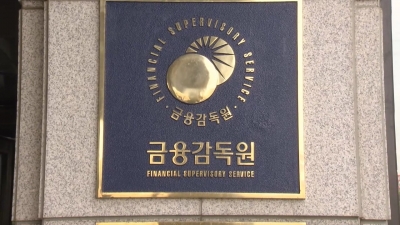 FINANCIAL SUPERVISORY SERVICE
· 금융감독원 ·
금융감독원
FINANCIAL SUPERVISORY SERVICE